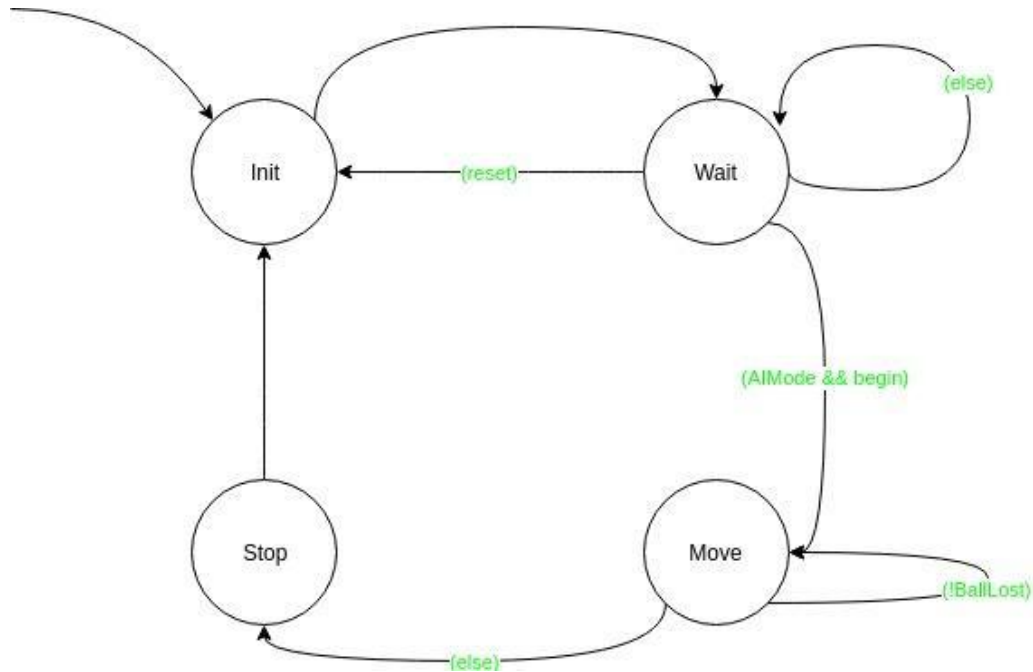 (else)
Init
(reset)
Wait
(AIMode && begin)
Stop
Move
(!BallLost)
(else)